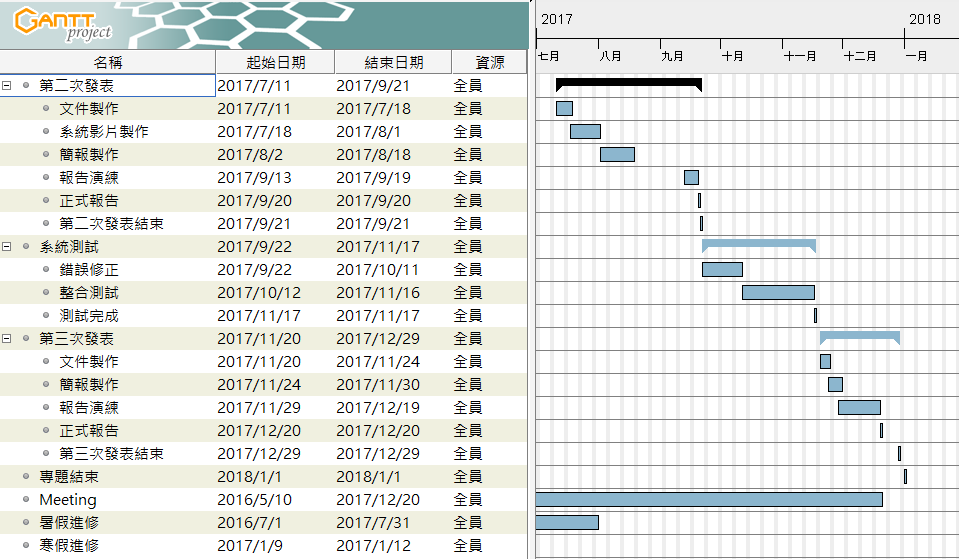 GANTT project
2017 2018
七月 八月 九月 十月 十一月 十二月 一月
名稱 起始日期 結束日期 資源
第二次發表 2017/7/11 2017/9/21 全員
文件製作 2017/7/11 2017/7/18 全員
系統影片製作 2017/7/18 2017/8/1 全員
簡報製作 2017/8/2 2017/8/18 全員
報告演練 2017/9/13 2017/9/19 全員
正式報告 2017/9/20 2017/9/20 全員
第二次發表結束 2017/9/21 2017/9/21 全員
系統測試 2017/9/22 2017/11/17 全員
錯誤修正 2017/9/22 2017/10/11 全員
整合測試 2017/10/12 2017/11/16 全員
測試完成 2017/11/17 2017/11/17 全員
第三次發表 2017/11/20 2017/12/29 全員
文件製作 2017/11/20 2017/11/24 全員
簡報製作 2017/11/24 2017/11/30 全員
報告演練 2017/11/29 2017/12/19 全員
正式報告 2017/12/20 2017/12/20 全員
第三次發表結束 2017/12/29 2017/12/29 全員
專題結束 2018/1/1 2018/1/1 全員
Meeting 2016/5/10 2017/12/20 全員
暑假進修 2016/7/1 2017/7/31 全員
寒假進修 2017/1/9 2017/1/12 全員